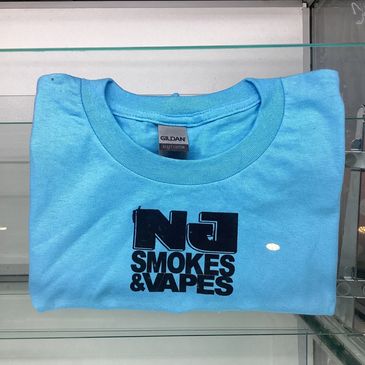 GILDAN
NJ
SMOKES
&VAPES